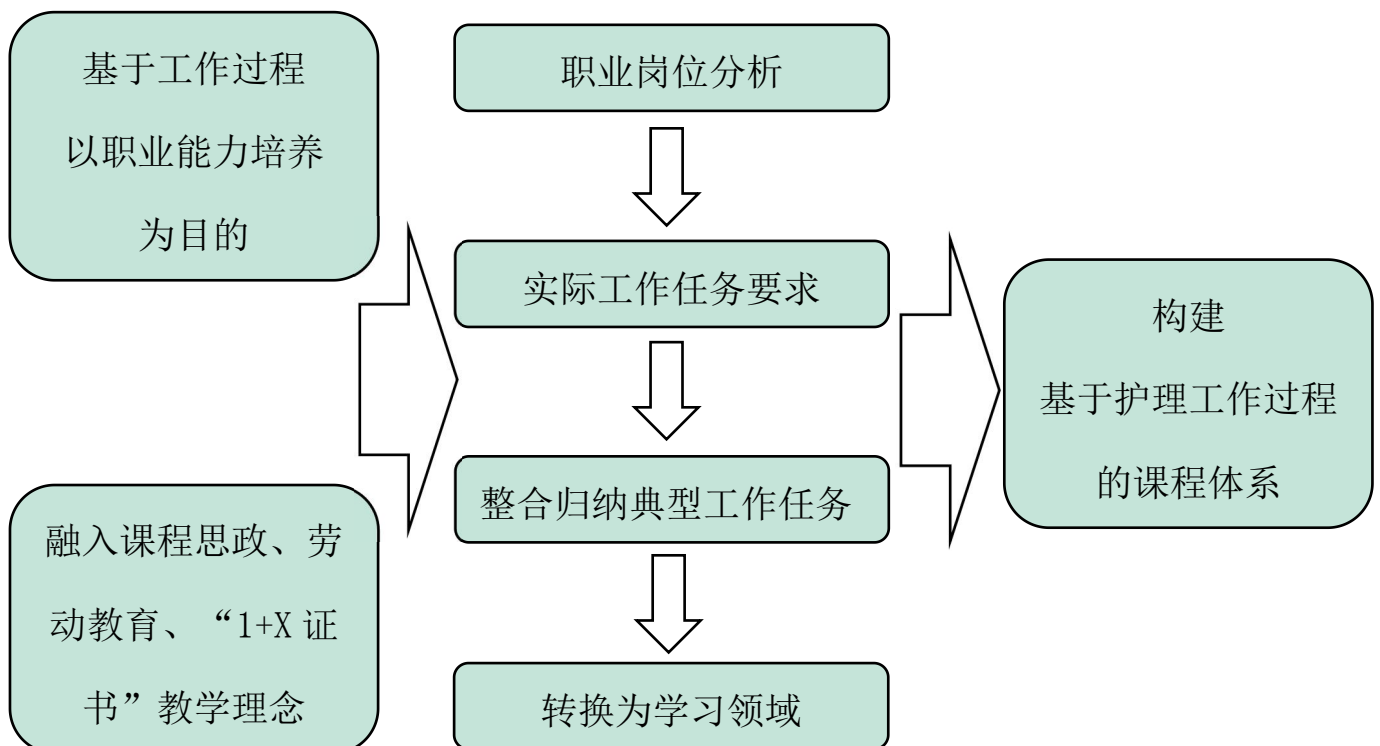 基于工作过程
以职业能力培养
为目的
融入课程思政、劳
动教育、“1+X 证
书”教学理念
职业岗位分析
实际工作任务要求
整合归纳典型工作任务
转换为学习领域
构建
基于护理工作过程
的课程体系